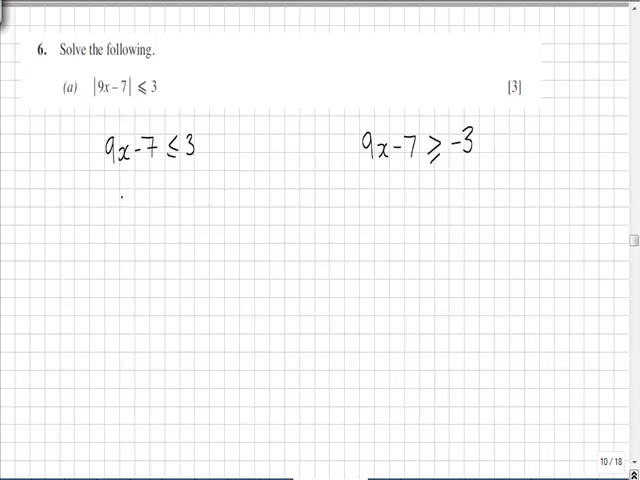 6. Solve the following.
(a) |9x – 7| ⩽ 3 [3]
9x – 7 ≤ 3 9x – 7 ⩾ –3
10 / 18